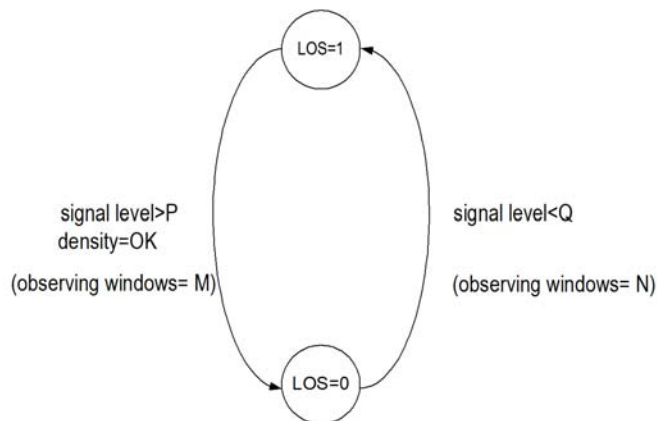 LOS=1
signal level>P
density=OK
(observing windows= M)
signal level<Q
(observing windows= N)
LOS=0